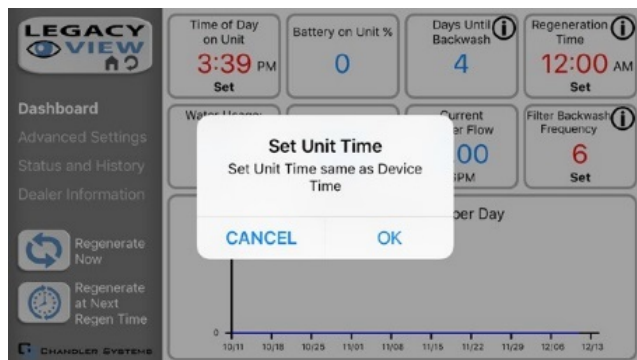 LEGACY
VIEW
Dashboard
Advanced Settings
Status and History
Dealer Information
Regenerate
Now
Regenerate
at Next
Regen Time
CHANDLER SYSTEMS
Time of Day
on Unit
3:39 PM
Set
Battery on Unit %
0
Days Until
Backwash
4
Regeneration
Time
12:00 AM
Set
Current
Filter Backwash
Frequency
6
Set
Set Unit Time
Set Unit Time same as Device
Time
CANCEL
OK
per Day
0
10/11 10/18 10/25 11/01 11/08 11/15 11/22 11/29 12/06 12/13